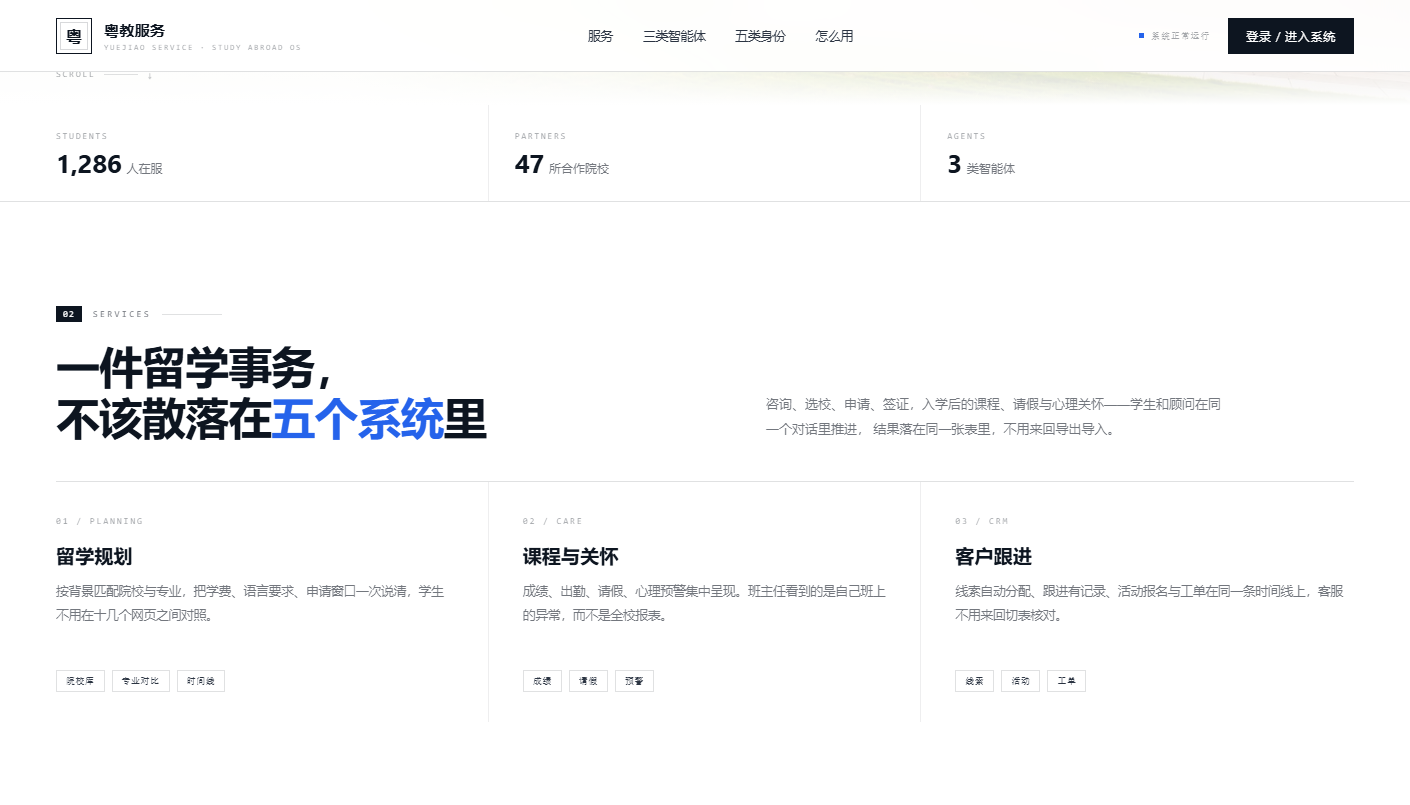 粤
粤教服务
YUEJIAO SERVICE · STUDY ABROAD OS
服务
三类智能体
五类身份
怎么用
系统正常运行
登录 / 进入系统
SCROLL ↓
STUDENTS
1,286 人在服
PARTNERS
47 所合作院校
AGENTS
3 类智能体
02 SERVICES
一件留学事务，
不该散落在五个系统里
咨询、选校、申请、签证，入学后的课程、请假与心理关怀——学生和顾问在同
一个对话里推进， 结果落在同一张表里，不用来回导出导入。
01 / PLANNING
留学规划
按背景匹配院校与专业，把学费、语言要求、申请窗口一次说清，学生
不用在十几个网页之间对照。
院校库
专业对比
时间线
02 / CARE
课程与关怀
成绩、出勤、请假、心理预警集中呈现。班主任看到的是自己班上
的异常，而不是全校报表。
成绩
请假
预警
03 / CRM
客户跟进
线索自动分配、跟进有记录、活动报名与工单在同一条时间线上，客服
不用来回切表核对。
线索
活动
工单